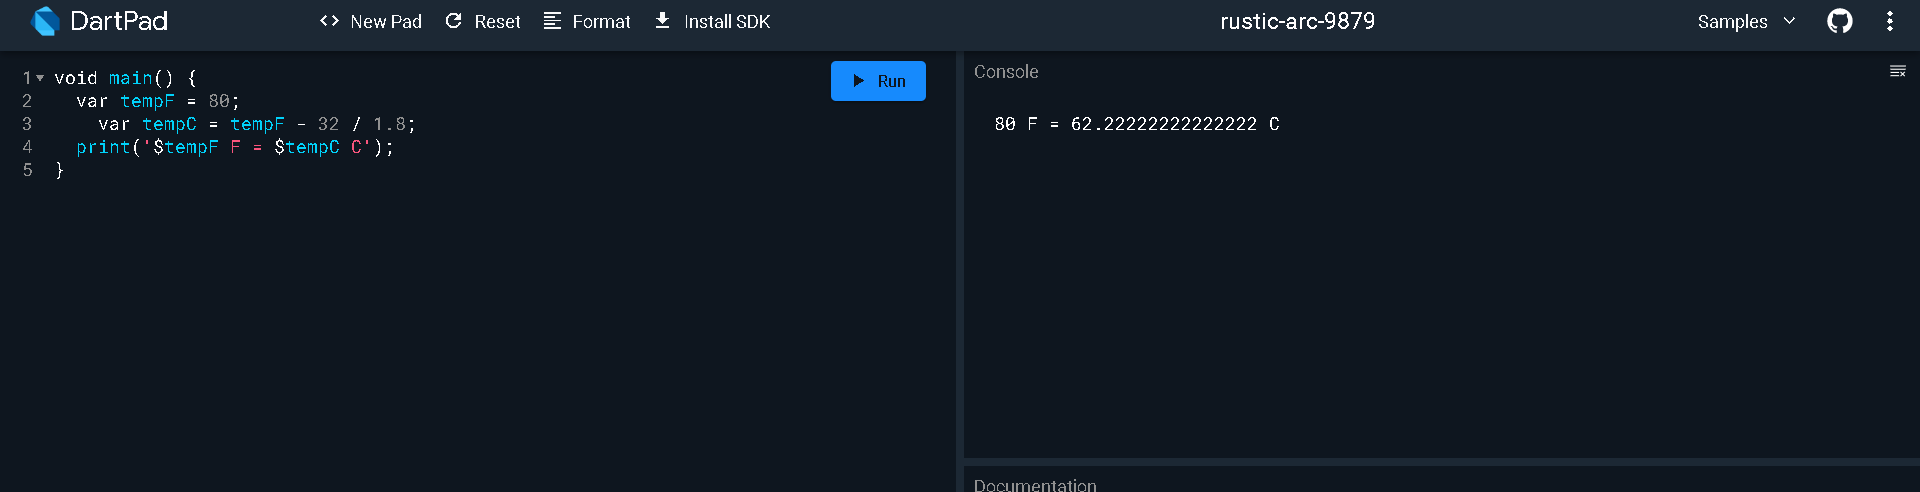 DartPad <> New Pad Reset Format Install SDK rustic-arc-9879 Samples
1 void main() {
2   var tempF = 80;
3     var tempC = tempF - 32 / 1.8;
4   print('$tempF F = $tempC C');
5 }
Run
Console
80 F = 62.22222222222222 C
Documentation